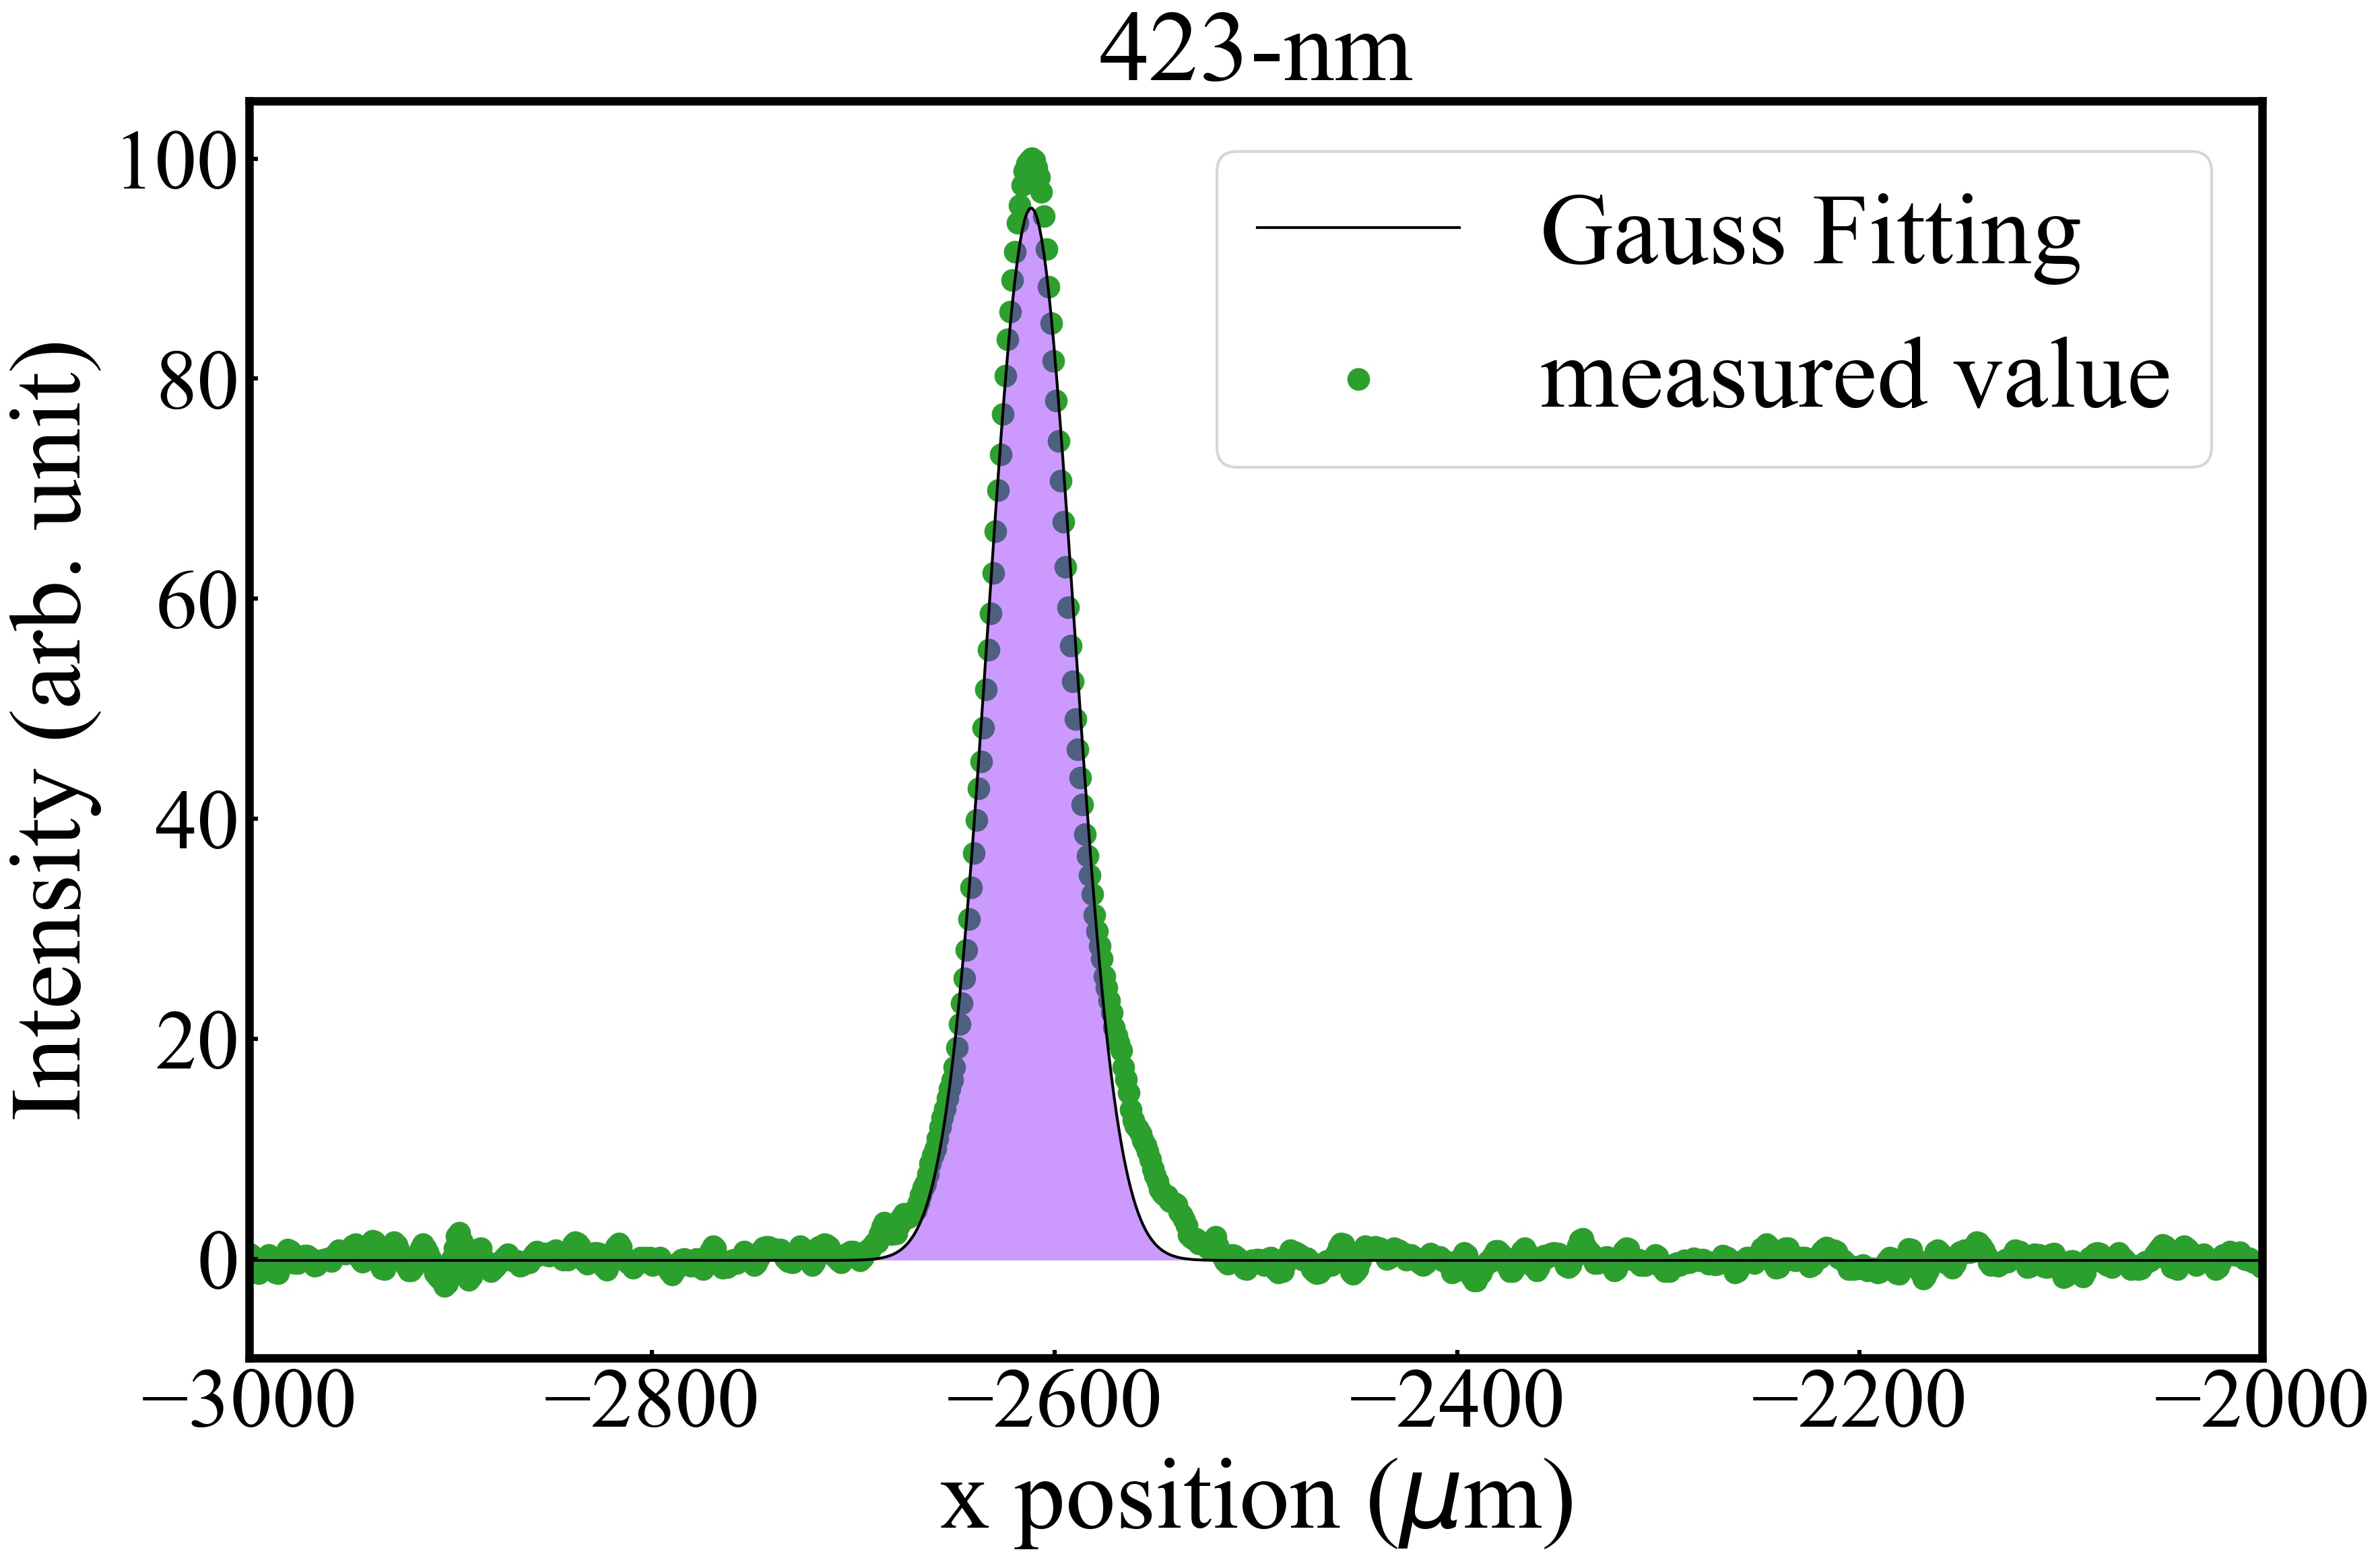 423-nm
Intensity (arb. unit)
100
80
60
40
20
0
Gauss Fitting
measured value
−3000 −2800 −2600 −2400 −2200 −2000
x position (μm)